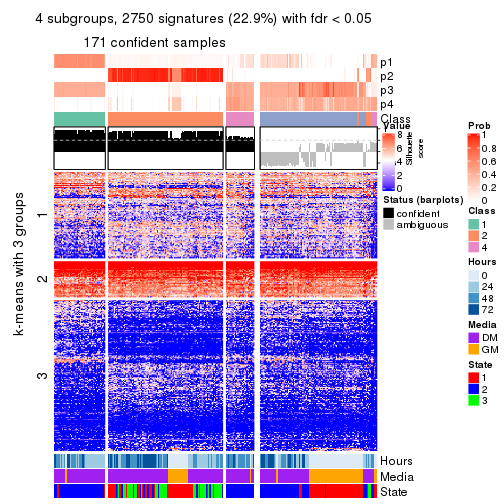 4 subgroups, 2750 signatures (22.9%) with fdr < 0.05
171 confident samples
p1
p2
p3
p4
Class
k-means with 3 groups
1
2
3
Silhouette
score
Hours
Media
State
Value
8
6
4
2
0
Status (barplots)
confident
ambiguous
Prob
1
0.8
0.6
0.4
0.2
0
Class
1
2
4
Hours
0
24
48
72
Media
DM
GM
State
1
2
3